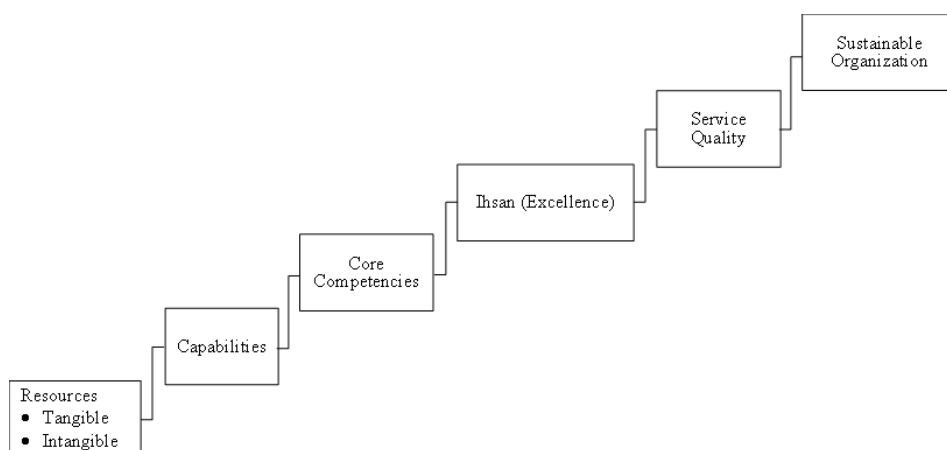 Sustainable
Organization
Service
Quality
Ihsan (Excellence)
Core
Competencies
Capabilities
Resources
• Tangible
• Intangible